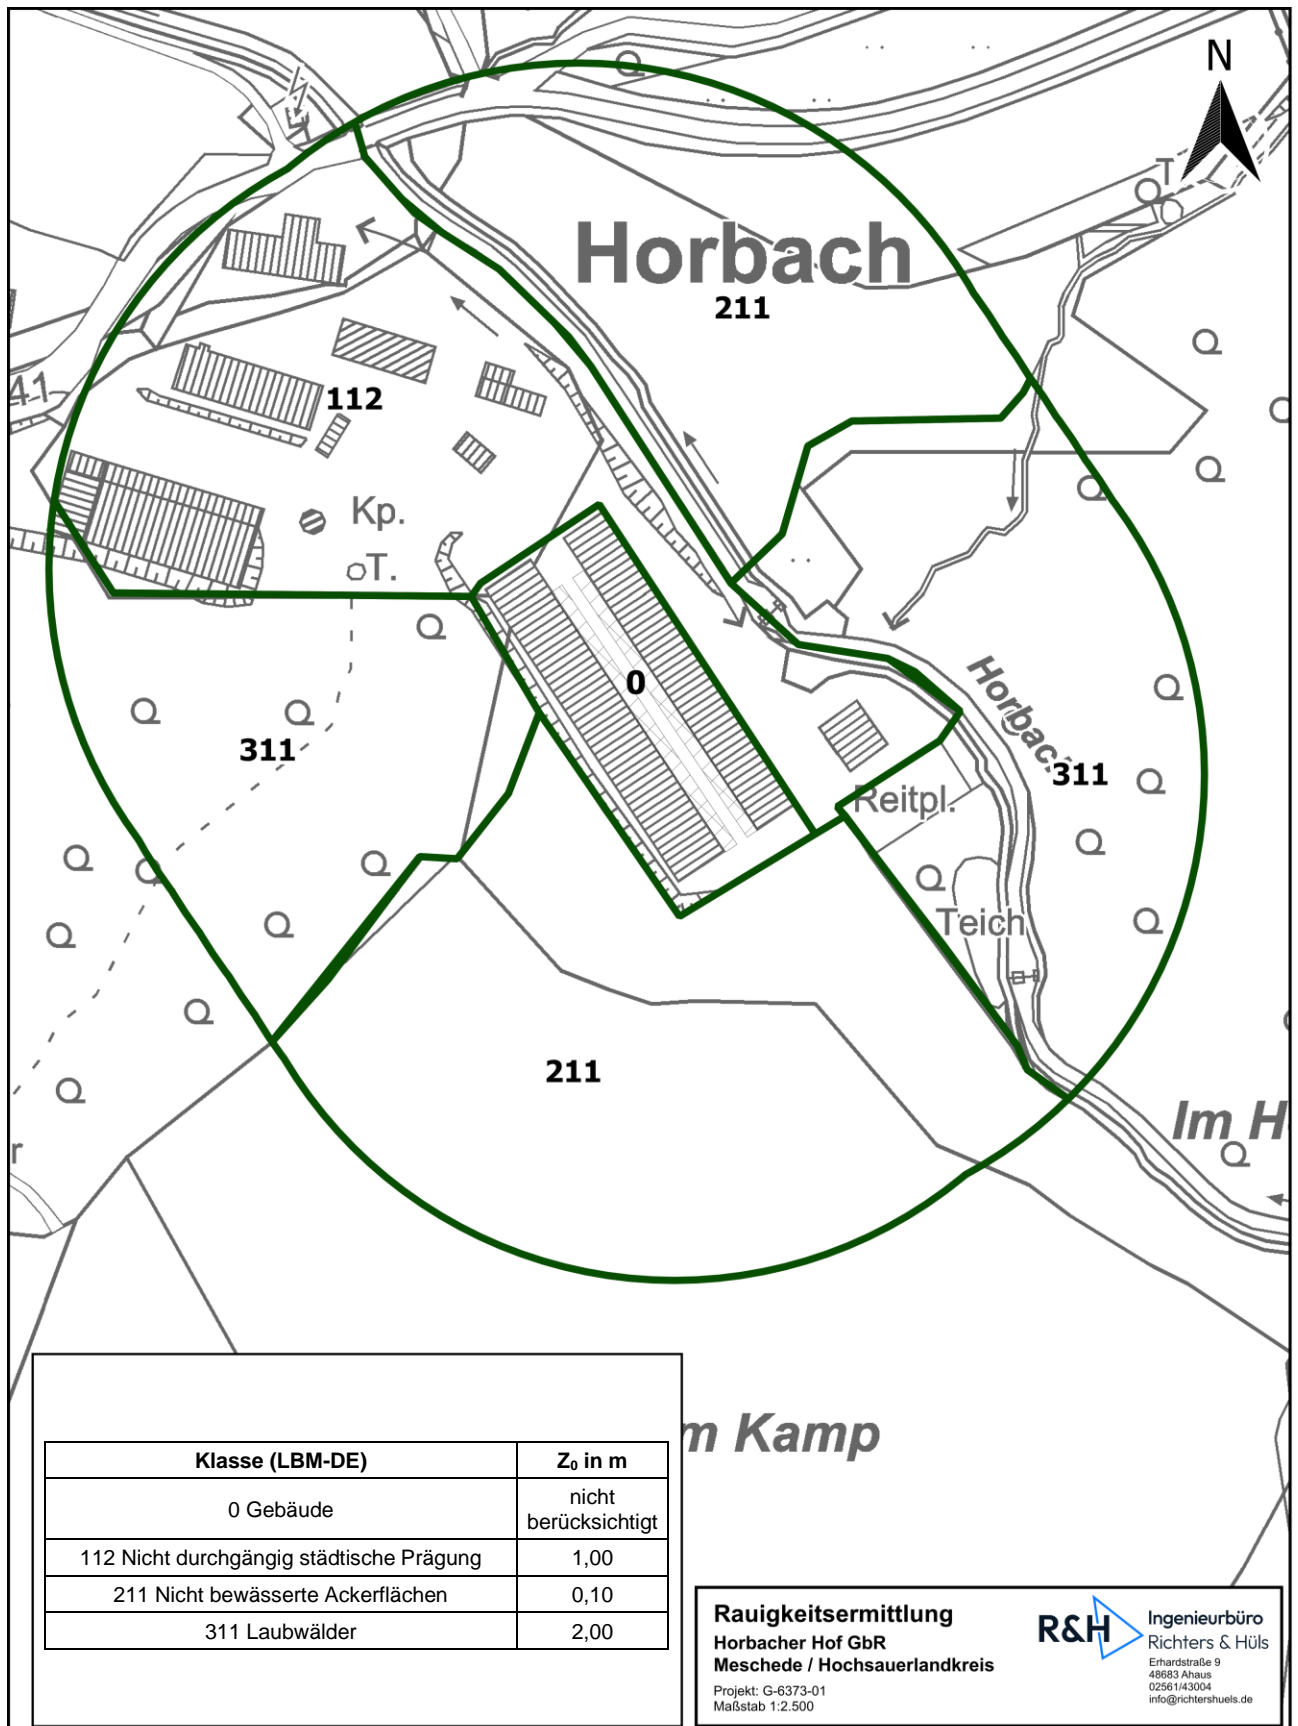 N
T
Horbach
211
41
112
Kp.
T.
0
Horbach
311
311
Reitpl.
Teich
211
Im H
r
m Kamp
Klasse (LBM-DE) Z₀ in m
0 Gebäude nicht berücksichtigt
112 Nicht durchgängig städtische Prägung 1,00
211 Nicht bewässerte Ackerflächen 0,10
311 Laubwälder 2,00
Rauigkeitsermittlung
Horbacher Hof GbR
Meschede / Hochsauerlandkreis
Projekt: G-6373-01
Maßstab 1:2.500
R&H
Ingenieurbüro
Richters & Hüls
Erhardstraße 9
48683 Ahaus
02561/43004
info@richtershuels.de